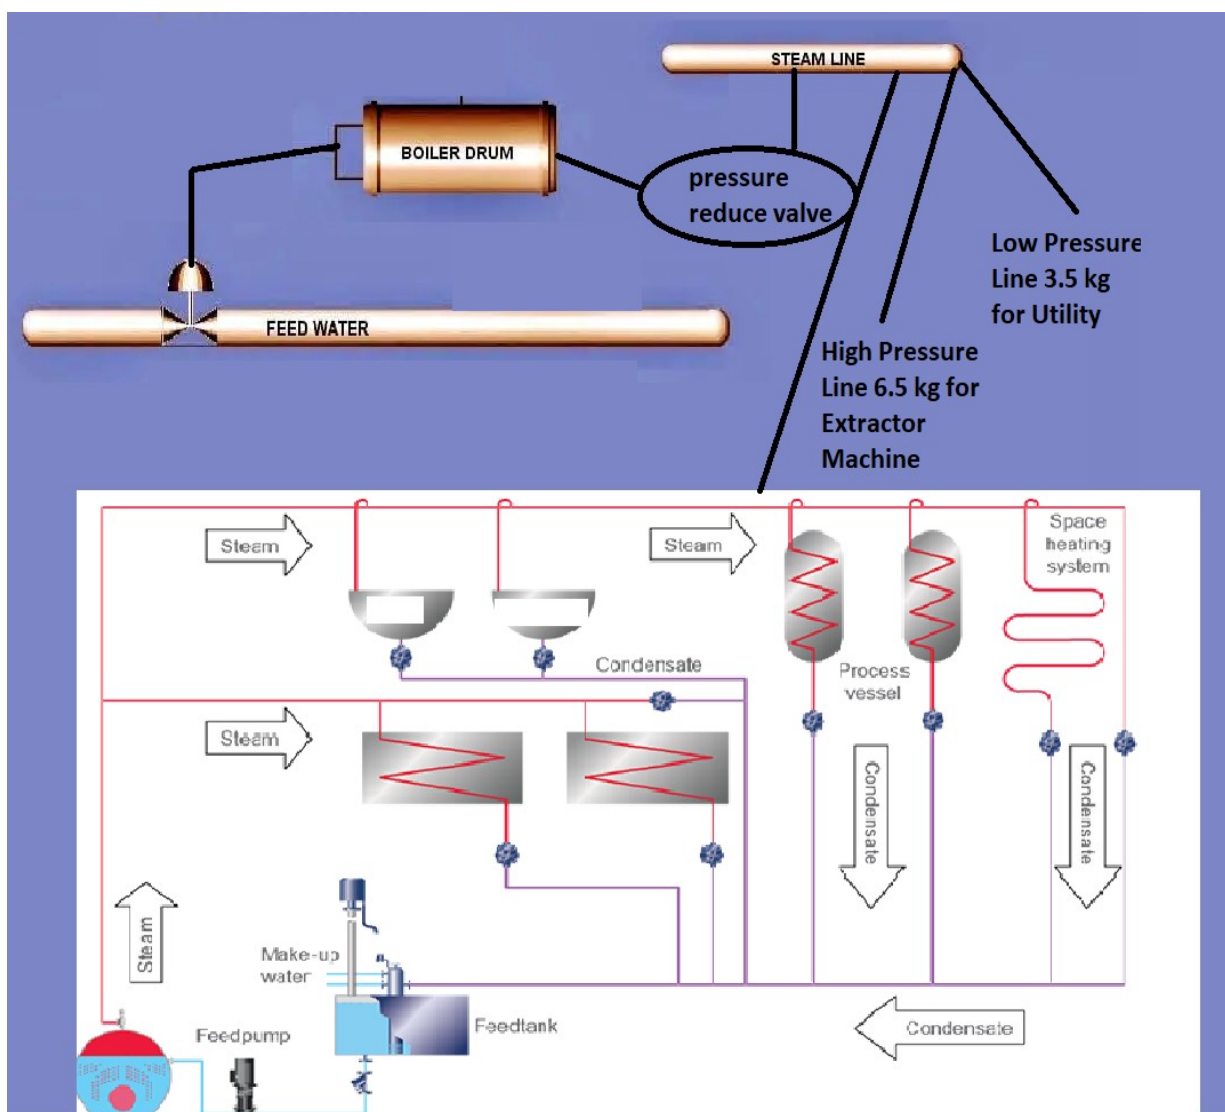 STEAM LINE
BOILER DRUM
pressure
reduce valve
Low Pressure
Line 3.5 kg
for Utility
FEED WATER
High Pressure
Line 6.5 kg for
Extractor
Machine
Steam
Steam
Space
heating
system
Condensate
Process
vessel
Steam
Condensate
Condensate
Steam
Make-up
water
Feedtank
Feedpump
Condensate